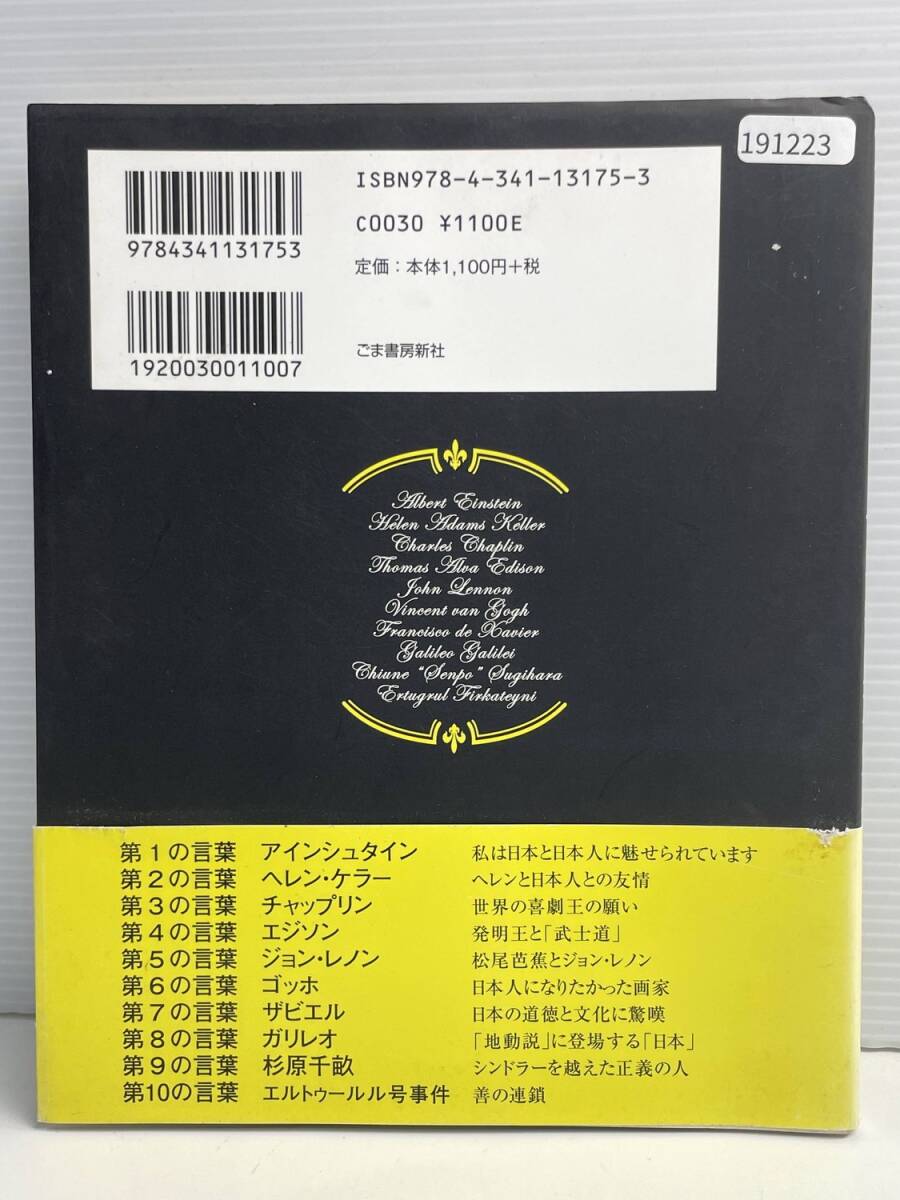 191223
ISBN978-4-341-13175-3
C0030 ¥1100E
定価：本体1,100円+税
ごま書房新社
9784341131753
1920030011007
Albert Einstein
Helen Adams Keller
Charles Chaplin
Thomas Alva Edison
John Lennon
Vincent van Gogh
Francisco de Xavier
Galileo Galilei
Chiune "Senpo" Sugihara
Ertugrul Firkateyni
第1の言葉 アインシュタイン 私は日本と日本人に魅せられています
第2の言葉 ヘレン・ケラー ヘレンと日本人との友情
第3の言葉 チャップリン 世界の喜劇王の願い
第4の言葉 エジソン 発明王と「武士道」
第5の言葉 ジョン・レノン 松尾芭蕉とジョン・レノン
第6の言葉 ゴッホ 日本人になりたかった画家
第7の言葉 ザビエル 日本の道徳と文化に驚嘆
第8の言葉 ガリレオ 「地動説」に登場する「日本」
第9の言葉 杉原千畝 シンドラーを越えた正義の人
第10の言葉 エルトゥールル号事件 善の連鎖